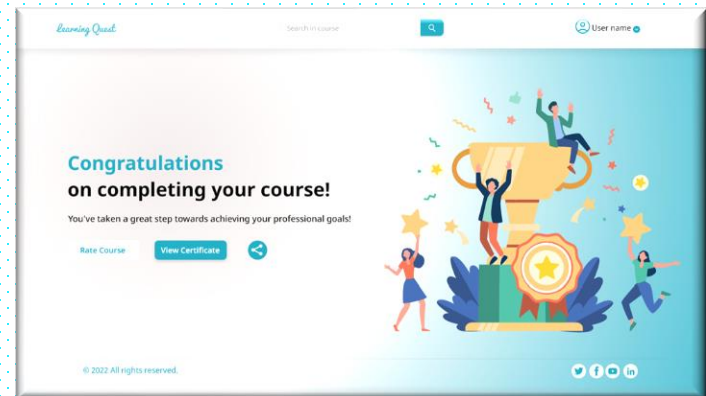 Learning Quest
Search in course
User name
Congratulations
on completing your course!
You've taken a great step towards achieving your professional goals!
Rate Course
View Certificate
© 2022 All rights reserved.